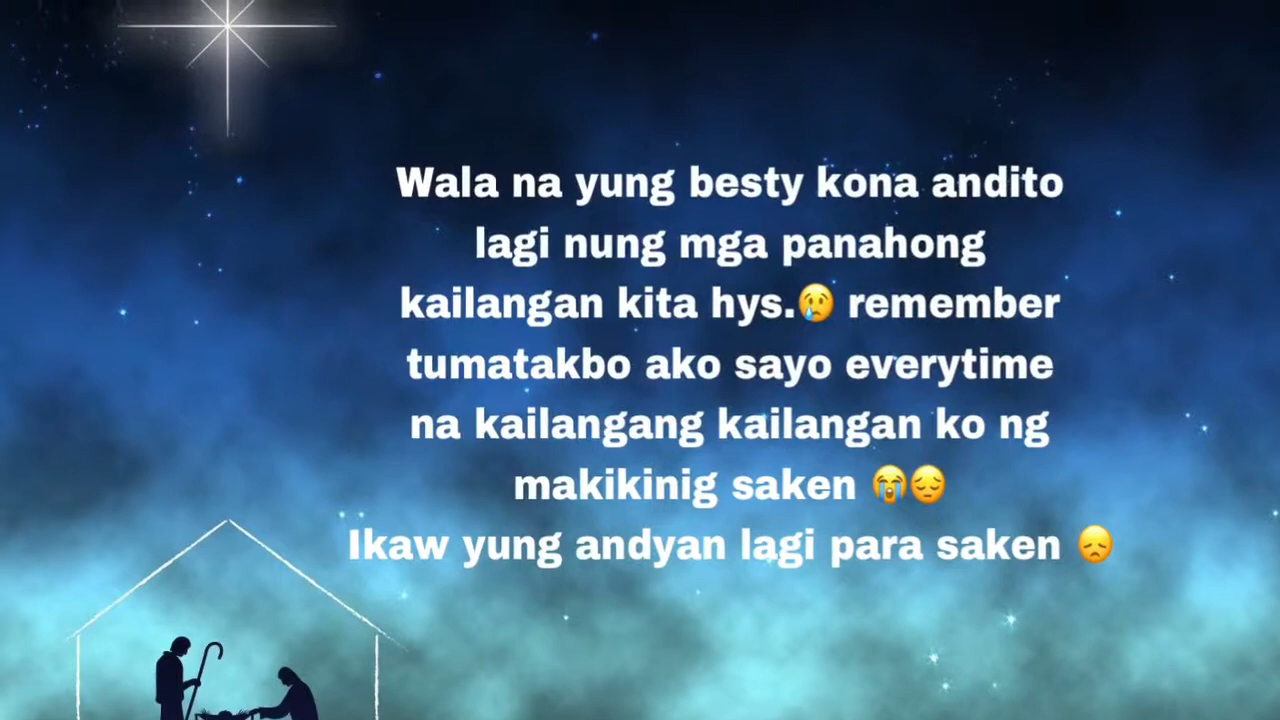 Wala na yung besty kona andito
lagi nung mga panahong
kailangan kita hys.😢 remember
tumatakbo ako sayo everytime
na kailangang kailangan ko ng
makikinig saken 😭😔
Ikaw yung andyan lagi para saken 😞